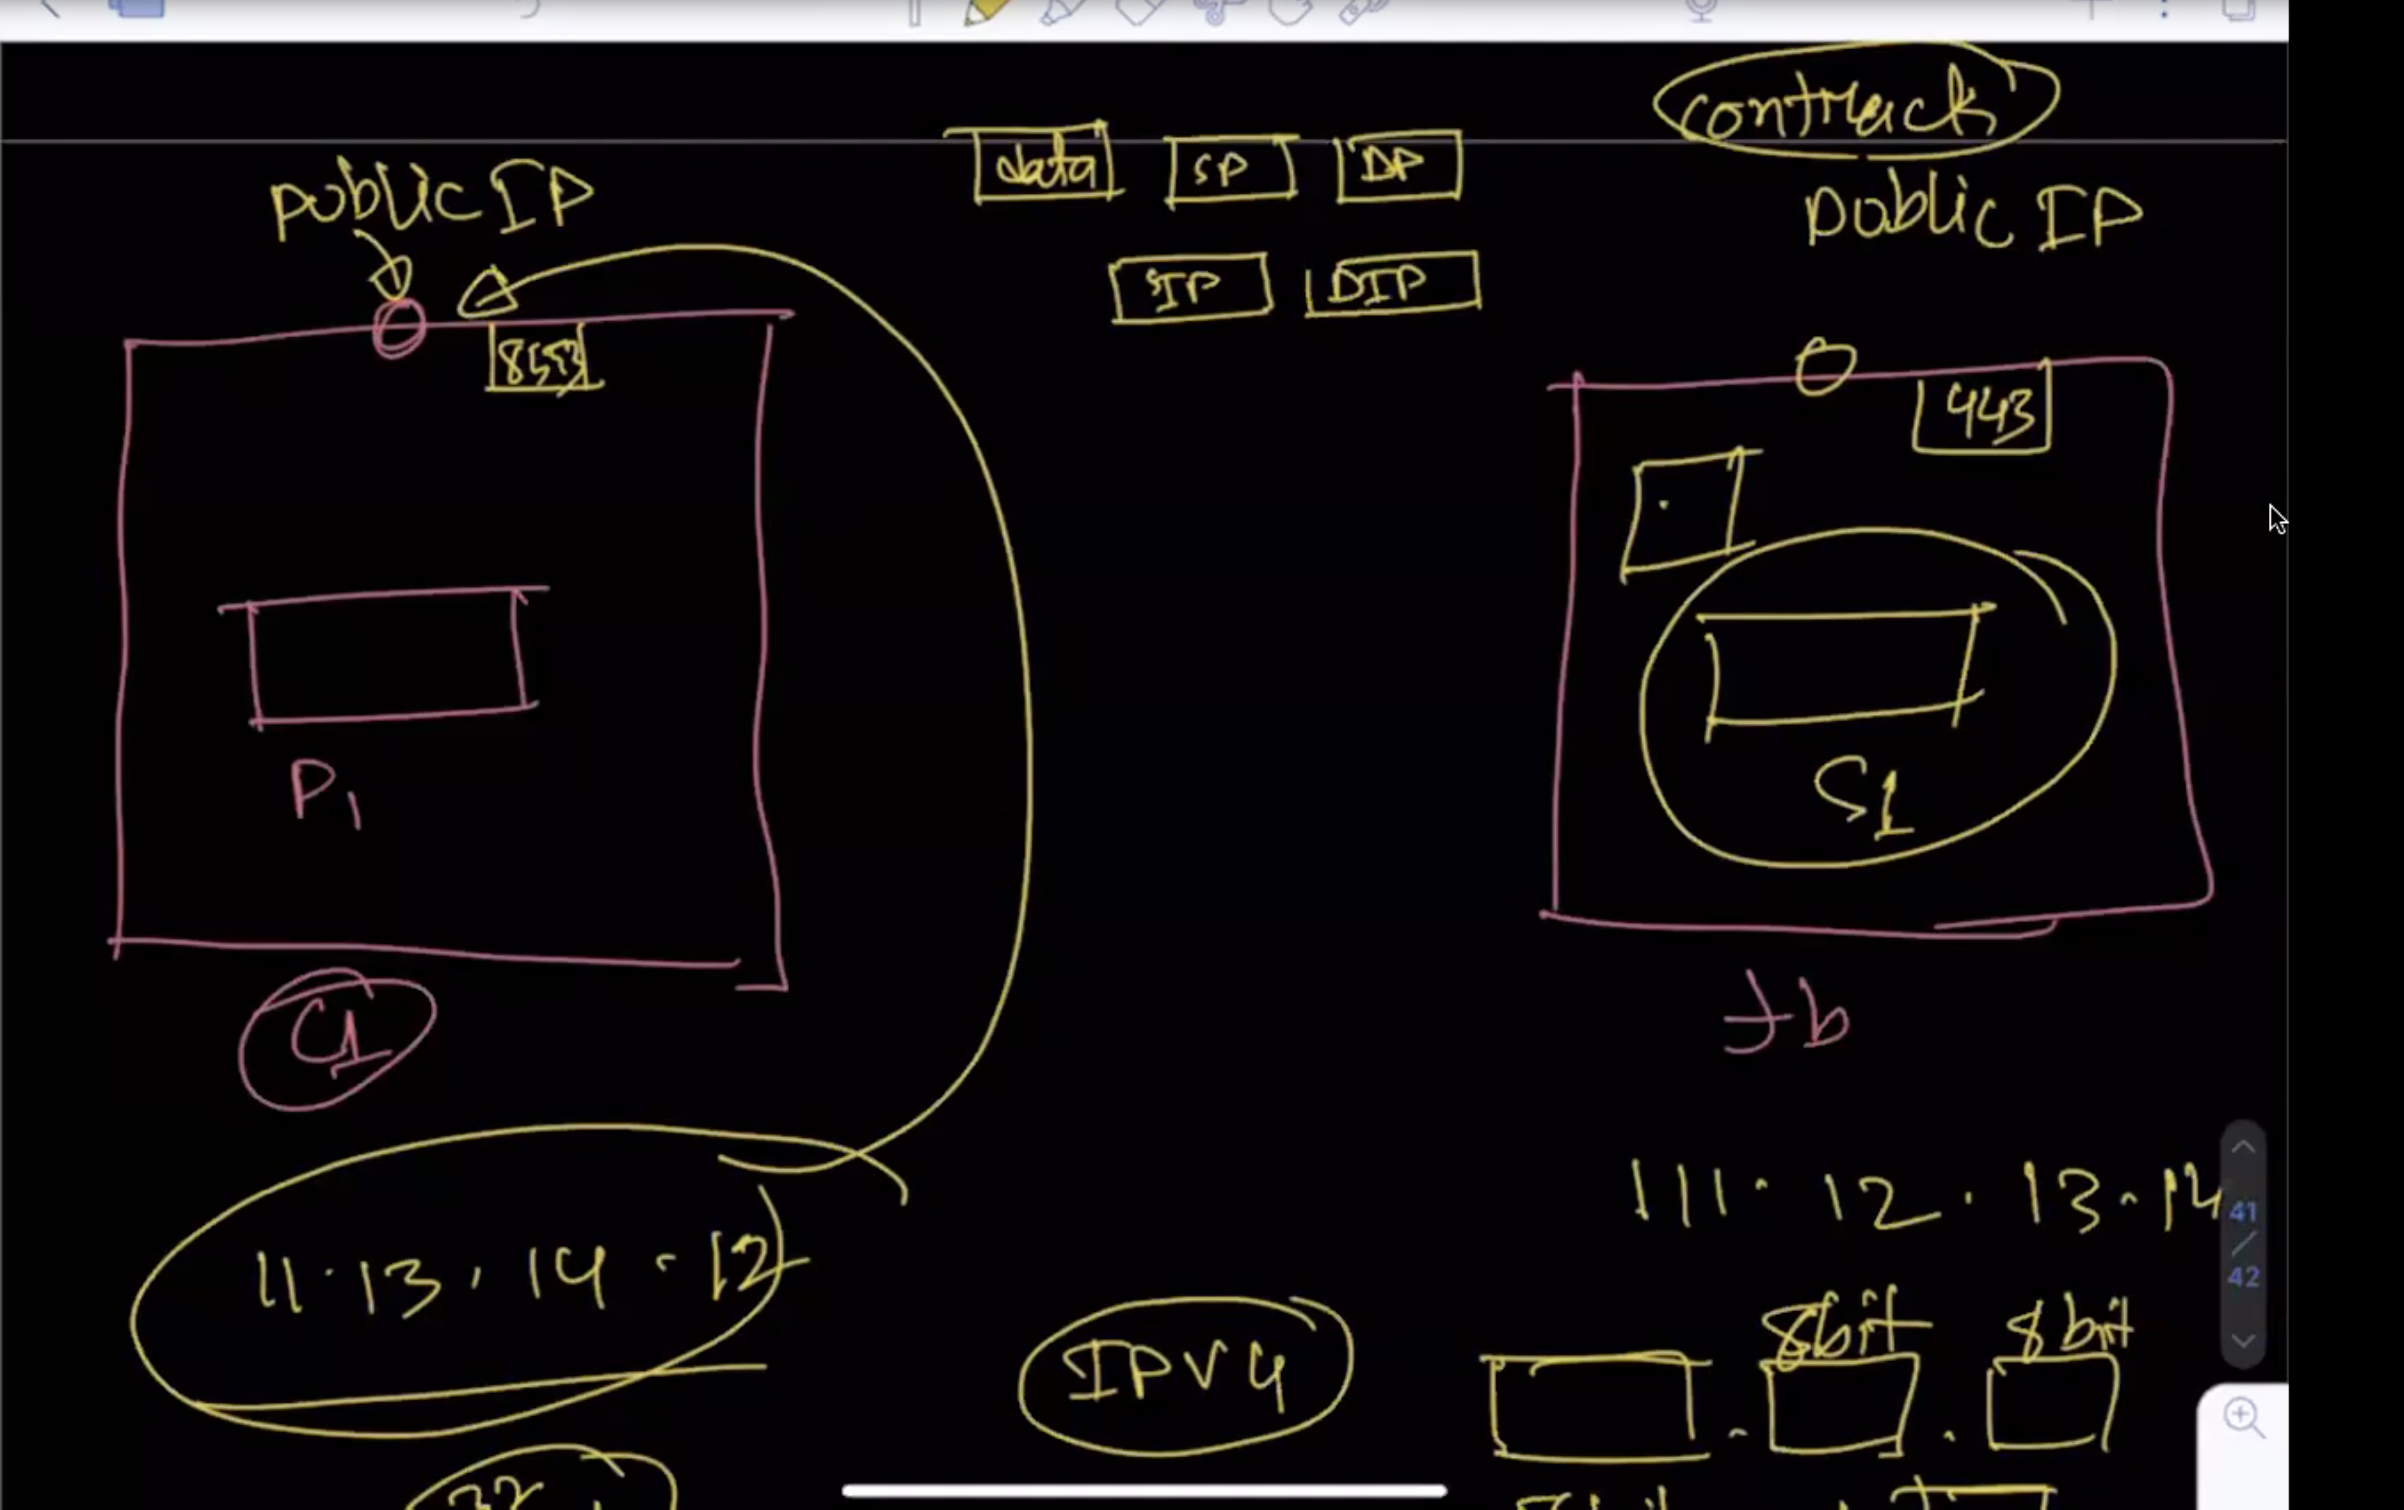 contrack
data SP DP
Public IP
Public IP
SIP DIP
8553
443
P1
S1
fb
C1
111.12.13.14
41
/
42
11.13.14.12
8bit 8bit
IPV4
32